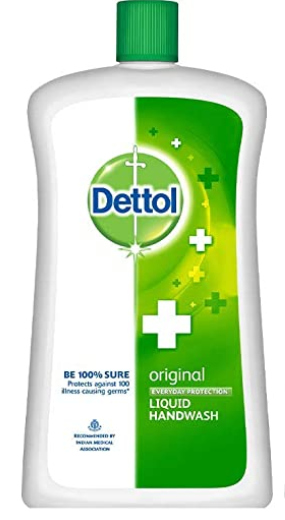 Dettol
BE 100% SURE
Protects against 100
illness causing germs*
RECOMMENDED BY
INDIAN MEDICAL
ASSOCIATION
original
EVERYDAY PROTECTION
LIQUID
HANDWASH